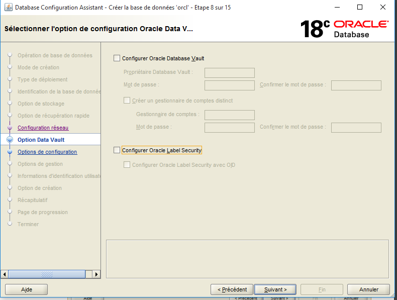 Database Configuration Assistant - Créer la base de données 'orcl' - Etape 8 sur 15
Sélectionner l'option de configuration Oracle Data V...
18c ORACLE
Database
Opération de base de données
Mode de création
Type de déploiement
Identification de la base de donnée
Option de stockage
Option de récupération rapide
Configuration réseau
Option Data Vault
Options de configuration
Options de gestion
Informations d'identification utilisate
Option de création
Récapitulatif
Page de progression
Terminer
Configurer Oracle Database Vault
Propriétaire Database Vault :
Mot de passe :
Confirmer le mot de passe :
Créer un gestionnaire de comptes distinct
Gestionnaire de comptes :
Mot de passe :
Confirmer le mot de passe :
Configurer Oracle Label Security
Configurer Oracle Label Security avec OID
Aide
< Précédent
Suivant >
Fin
Annuler